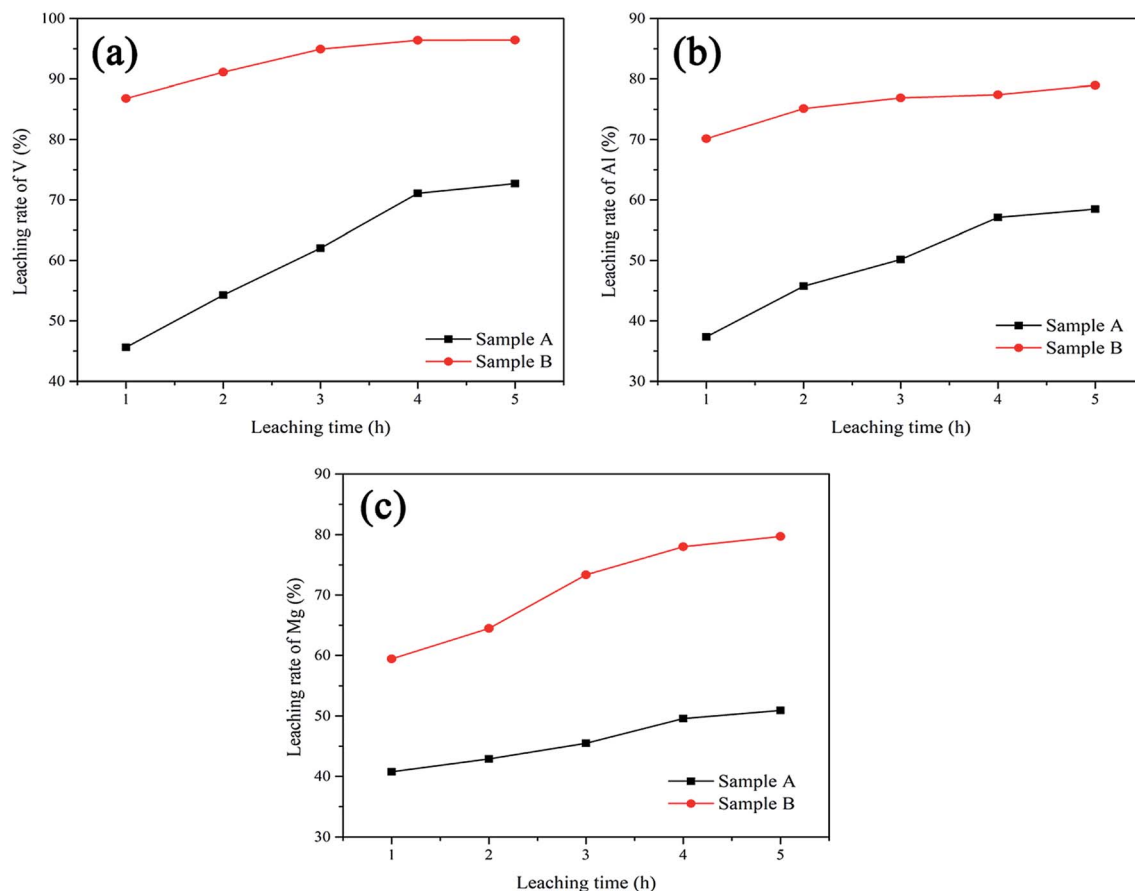 (a)
Leaching rate of V (%)
100
90
80
70
60
50
40
Sample A
Sample B
1 2 3 4 5
Leaching time (h)
(b)
Leaching rate of Al (%)
90
80
70
60
50
40
30
Sample A
Sample B
1 2 3 4 5
Leaching time (h)
(c)
Leaching rate of Mg (%)
90
80
70
60
50
40
30
Sample A
Sample B
1 2 3 4 5
Leaching time (h)